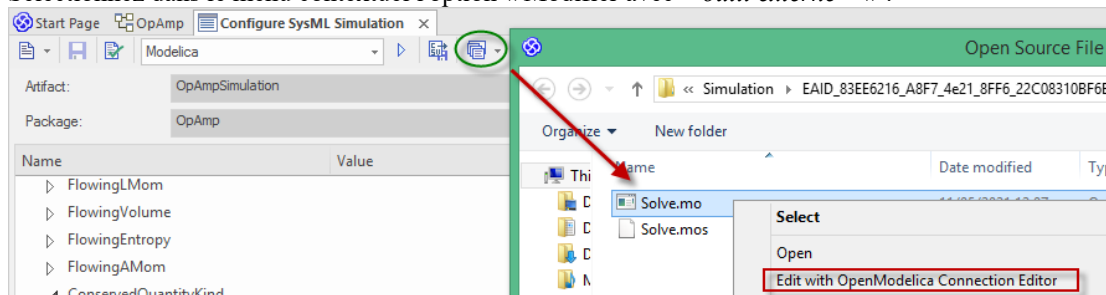 Start Page OpAmp Configure SysML Simulation ×
Modelica
Open Source File
Artifact: OpAmpSimulation
« Simulation EAID_83EE6216_A8F7_4e21_8FF6_22C08310BF6
Package: OpAmp
Organize New folder
Name Value
Name Date modified
FlowingLMom
Thi
FlowingVolume
D Solve.mo
Select
FlowingEntropy
D Solve.mos
Open
FlowingAMom
D
Edit with OpenModelica Connection Editor